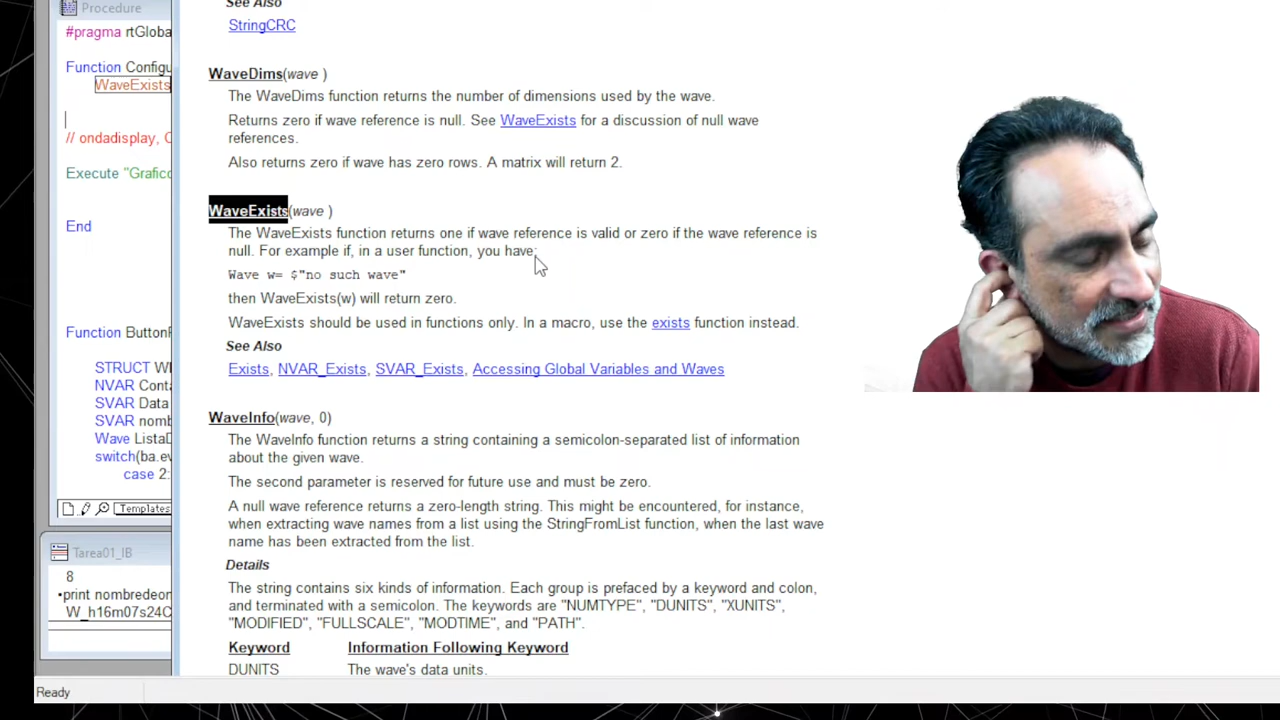 Procedure
#pragma rtGloba
Function Configu
WaveExists
// ondadisplay, C
Execute "Grafico
End
Function ButtonP
STRUCT W
NVAR Conta
SVAR Data
SVAR nomb
Wave ListaD
switch(ba.ev
case 2:
Templates
Tarea01_IB
8
•print nombredeon
W_h16m07s24C
Ready
See Also
StringCRC
WaveDims(wave )
The WaveDims function returns the number of dimensions used by the wave.
Returns zero if wave reference is null. See WaveExists for a discussion of null wave
references.
Also returns zero if wave has zero rows. A matrix will return 2.
WaveExists(wave )
The WaveExists function returns one if wave reference is valid or zero if the wave reference is
null. For example if, in a user function, you have:
Wave w= $"no such wave"
then WaveExists(w) will return zero.
WaveExists should be used in functions only. In a macro, use the exists function instead.
See Also
Exists, NVAR_Exists, SVAR_Exists, Accessing Global Variables and Waves
WaveInfo(wave, 0)
The WaveInfo function returns a string containing a semicolon-separated list of information
about the given wave.
The second parameter is reserved for future use and must be zero.
A null wave reference returns a zero-length string. This might be encountered, for instance,
when extracting wave names from a list using the StringFromList function, when the last wave
name has been extracted from the list.
Details
The string contains six kinds of information. Each group is prefaced by a keyword and colon,
and terminated with a semicolon. The keywords are "NUMTYPE", "DUNITS", "XUNITS",
"MODIFIED", "FULLSCALE", "MODTIME", and "PATH".
Keyword Information Following Keyword
DUNITS The wave's data units.